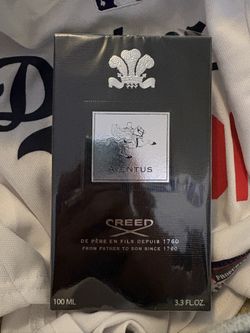 AVENTUS
CREED
DE PÈRE EN FILS DEPUIS 1760
FROM FATHER TO SON SINCE 1760
100 ML 3.3 FL.OZ.